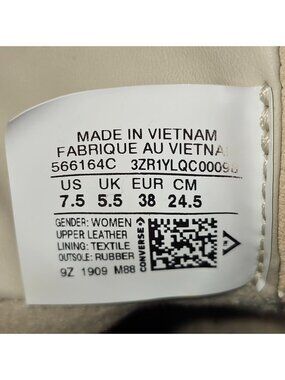 MADE IN VIETNAM
FABRIQUE AU VIETNA
566164C 3ZR1YLQC0009
US UK EUR CM
7.5 5.5 38 24.5
GENDER: WOMEN
UPPER LEATHER
LINING: TEXTILE
OUTSOLE: RUBBER
9Z 1909 M88
CONVERSE